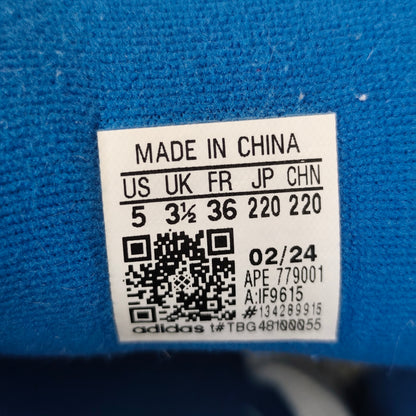 MADE IN CHINA
US UK FR JP CHN
5 3½ 36 220 220
02/24
APE 779001
A:IF9615
#134289915
adidas t#TBG48100055